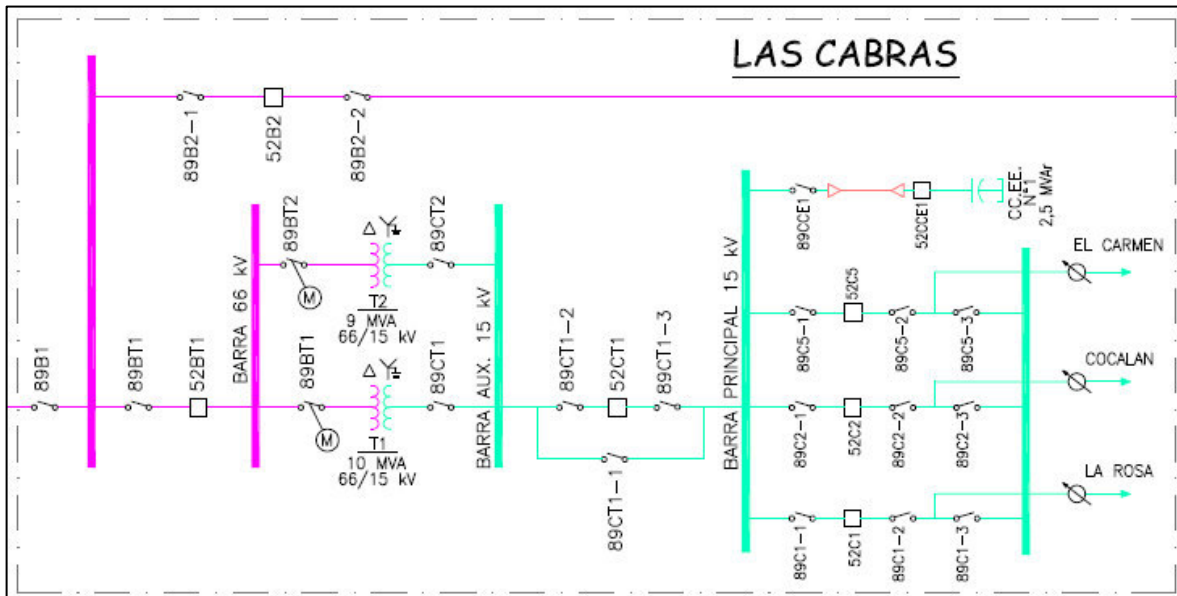 LAS CABRAS
89B2-1
52B2
89B2-2
89B1
89BT1
52BT1
BARRA 66 kV
89BT2
M
T2
9 MVA
66/15 kV
89CT2
89BT1
M
T1
10 MVA
66/15 kV
89CT1
BARRA AUX. 15 kV
89CT1-2
52CT1
89CT1-3
89CT1-1
BARRA PRINCIPAL 15 kV
89CCE1
52CCE1
CC.EE.
N°1
2,5 MVAr
EL CARMEN
89C5-1
52C5
89C5-2
89C5-3
COCALAN
89C2-1
52C2
89C2-2
89C2-3
LA ROSA
89C1-1
52C1
89C1-2
89C1-3